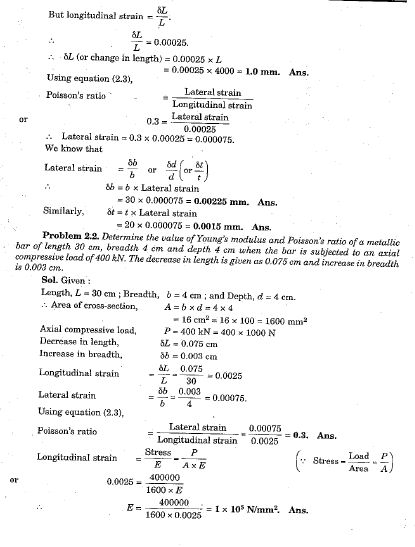 But longitudinal strain = δL/L.
∴ δL/L = 0.00025.
∴ δL (or change in length) = 0.00025 × L
= 0.00025 × 4000 = 1.0 mm. Ans.
Using equation (2.3),
Poisson's ratio = Lateral strain / Longitudinal strain
or 0.3 = Lateral strain / 0.00025
∴ Lateral strain = 0.3 × 0.00025 = 0.000075.
We know that
Lateral strain = δb/b or δd/d (or δt/t)
∴ δb = b × Lateral strain
= 30 × 0.000075 = 0.00225 mm. Ans.
Similarly, δt = t × Lateral strain
= 20 × 0.000075 = 0.0015 mm. Ans.
Problem 2.2. Determine the value of Young's modulus and Poisson's ratio of a metallic
bar of length 30 cm, breadth 4 cm and depth 4 cm when the bar is subjected to an axial
compressive load of 400 kN. The decrease in length is given as 0.075 cm and increase in breadth
is 0.003 cm.
Sol. Given :
Length, L = 30 cm ; Breadth, b = 4 cm ; and Depth, d = 4 cm.
∴ Area of cross-section, A = b × d = 4 × 4
= 16 cm² = 16 × 100 = 1600 mm²
Axial compressive load, P = 400 kN = 400 × 1000 N
Decrease in length, δL = 0.075 cm
Increase in breadth, δb = 0.003 cm
Longitudinal strain = δL/L = 0.075/30 = 0.0025
Lateral strain = δb/b = 0.003/4 = 0.00075.
Using equation (2.3),
Poisson's ratio = Lateral strain / Longitudinal strain = 0.00075/0.0025 = 0.3. Ans.
Longitudinal strain = Stress/E = P/(A × E) (∵ Stress = Load/Area = P/A)
or 0.0025 = 400000/(1600 × E)
∴ E = 400000/(1600 × 0.0025) = 1 × 10⁵ N/mm². Ans.